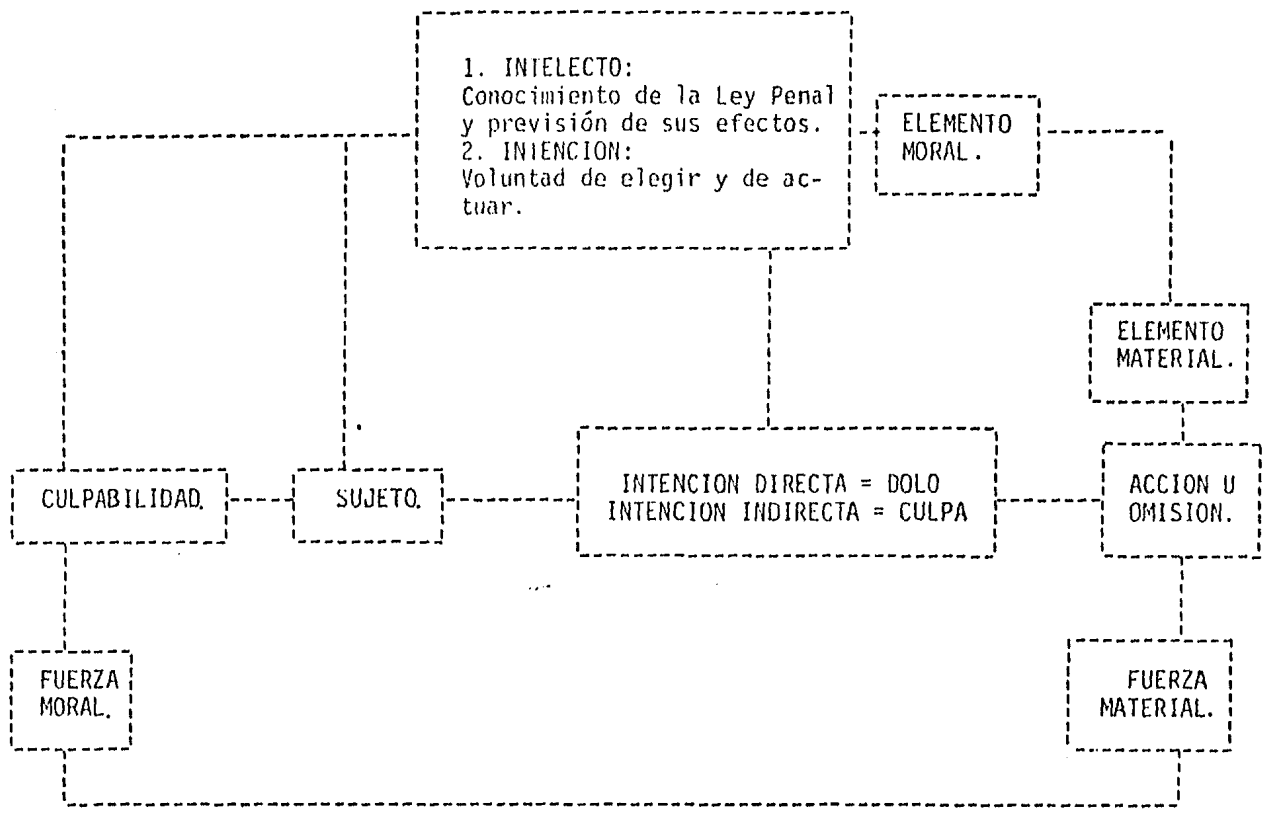 1. INTELECTO:
Conocimiento de la Ley Penal
y previsión de sus efectos.
2. INTENCION:
Voluntad de elegir y de ac-
tuar.
ELEMENTO
MORAL.
ELEMENTO
MATERIAL.
CULPABILIDAD.
SUJETO.
INTENCION DIRECTA = DOLO
INTENCION INDIRECTA = CULPA
ACCION U
OMISION.
FUERZA
MORAL.
FUERZA
MATERIAL.